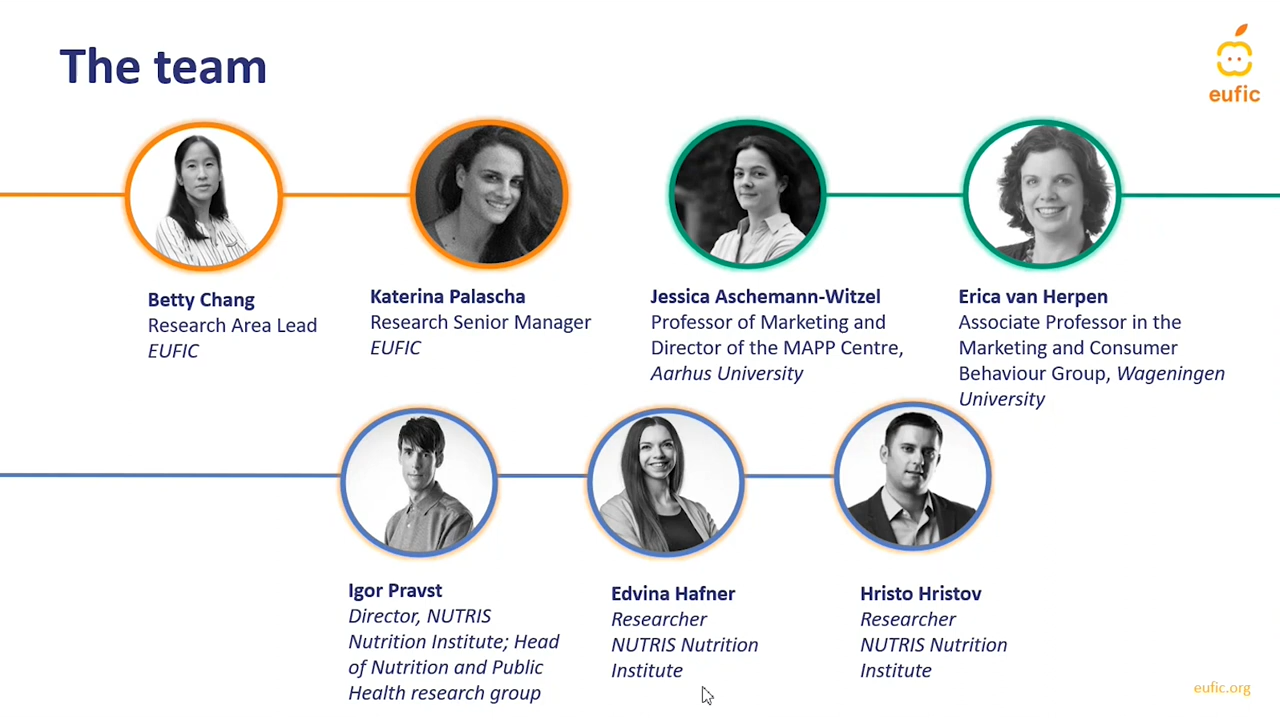 The team
eufic
Betty Chang
Research Area Lead
EUFIC
Katerina Palascha
Research Senior Manager
EUFIC
Jessica Aschemann-Witzel
Professor of Marketing and
Director of the MAPP Centre,
Aarhus University
Erica van Herpen
Associate Professor in the
Marketing and Consumer
Behaviour Group, Wageningen
University
Igor Pravst
Director, NUTRIS
Nutrition Institute; Head
of Nutrition and Public
Health research group
Edvina Hafner
Researcher
NUTRIS Nutrition
Institute
Hristo Hristov
Researcher
NUTRIS Nutrition
Institute
eufic.org